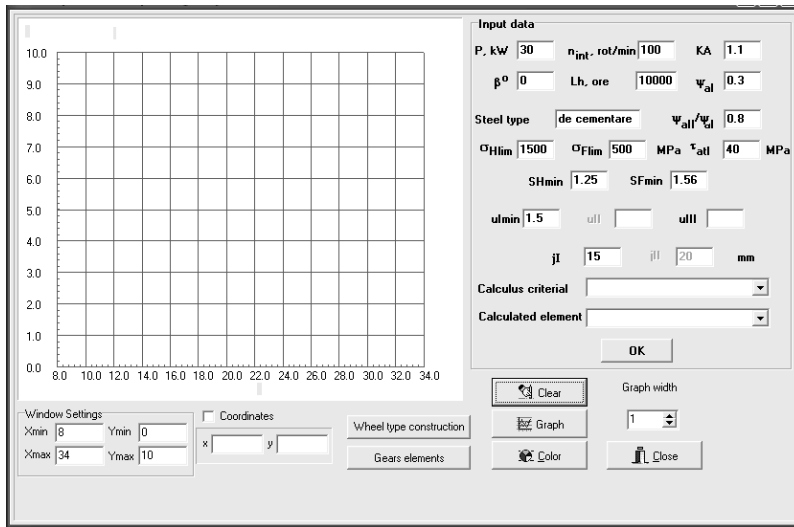 Input data
P, kW 30 nint, rot/min 100 KA 1.1
β⁰ 0 Lh, ore 10000 Ψal 0.3
Steel type de cementare Ψall/Ψal 0.8
σHlim 1500 σFlim 500 MPa τatI 40 MPa
SHmin 1.25 SFmin 1.56
uImin 1.5 uII uIII
jI 15 jII 20 mm
Calculus criterial
Calculated element
OK
10.0
9.0
8.0
7.0
6.0
5.0
4.0
3.0
2.0
1.0
0.0
8.0 10.0 12.0 14.0 16.0 18.0 20.0 22.0 24.0 26.0 28.0 30.0 32.0 34.0
Window Settings
Xmin 8 Ymin 0
Xmax 34 Ymax 10
Coordinates
x y
Wheel type construction
Gears elements
Clear
Graph
Color
Graph width
1
Close